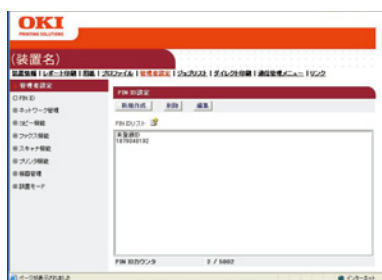 OKI
PRINTING SOLUTIONS
(装置名)
装置情報 | レポート印刷 | 用紙 | プロファイル | 管理者設定 | ジョブリスト | ダイレクト印刷 | 通信管理メニュー | リンク
管理者設定
PIN ID
ネットワーク管理
コピー機能
ファクス機能
スキャナ機能
プリンタ機能
機器管理
設置モード
PIN ID設定
新規作成 削除 編集
PIN IDリスト
未登録ID
1879048192
PIN IDカウンタ 2 / 5002
ページが表示されました
イントラネット